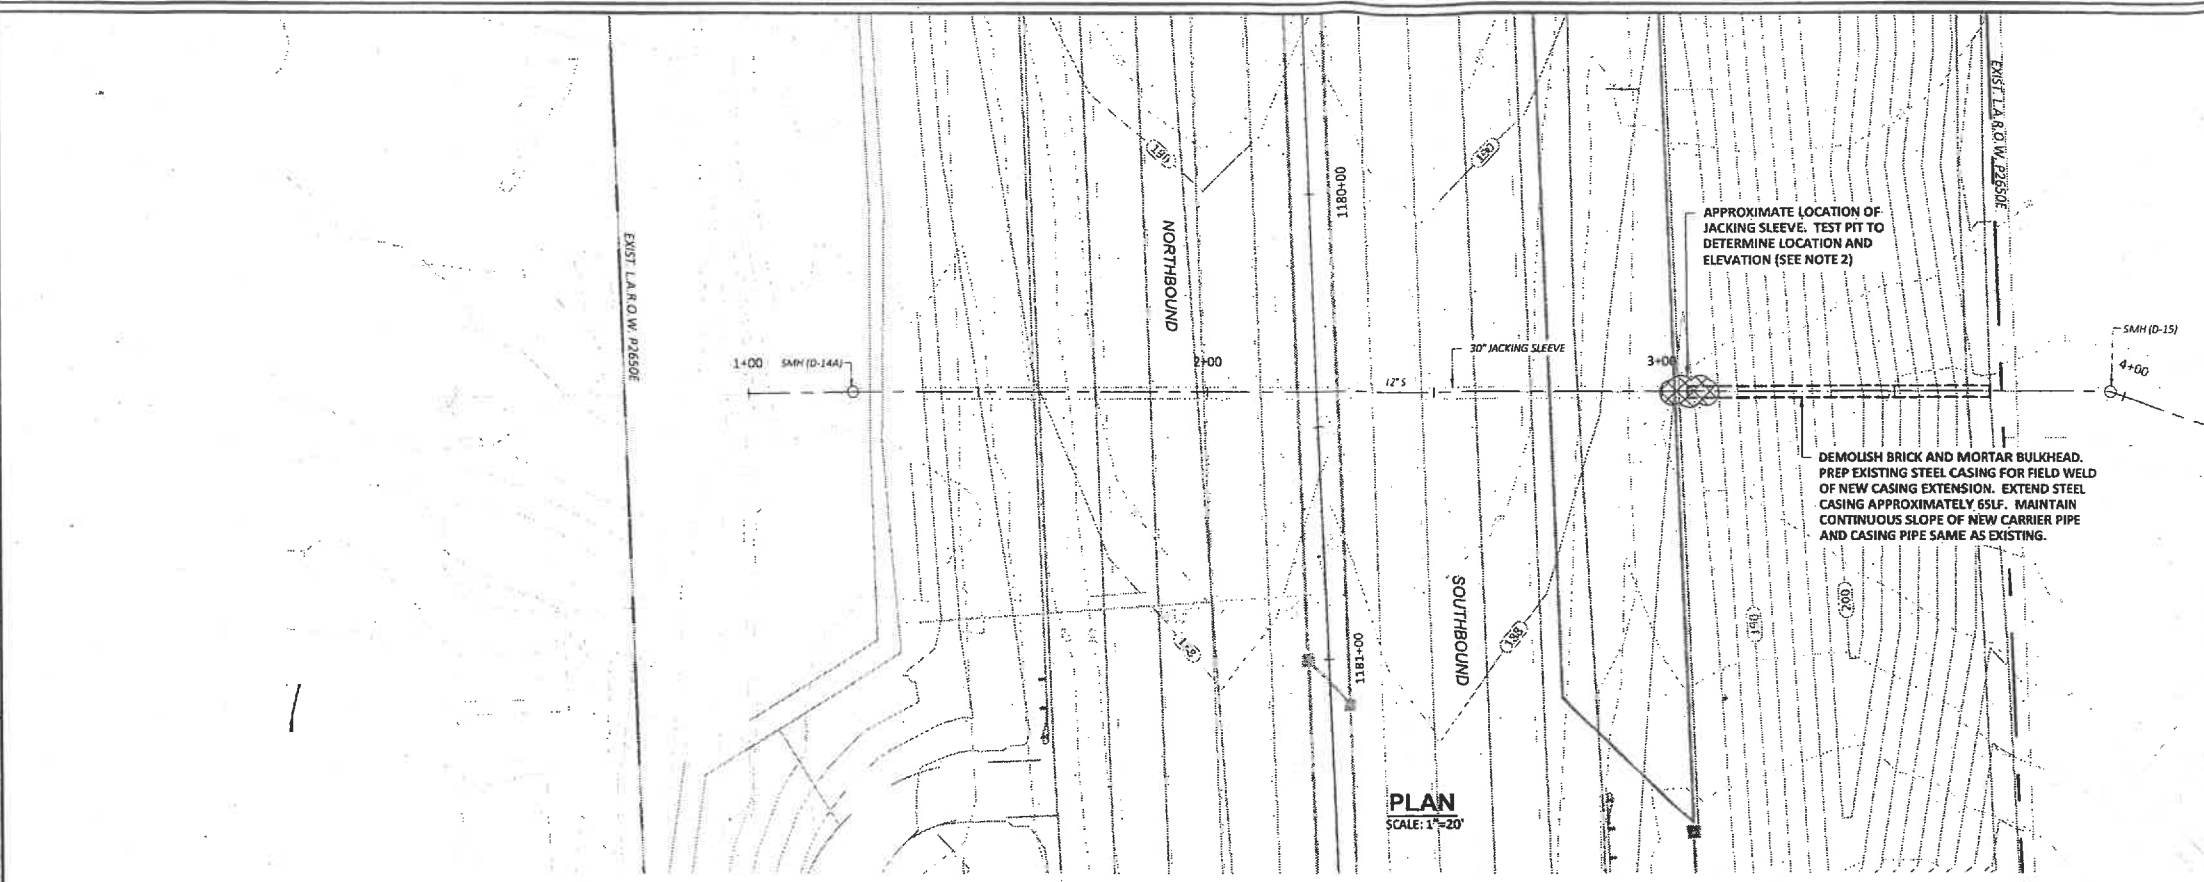 EXIST. L.A.R.O.W. P2650E
EXIST. L.A.R.O.W. P2650E
190
190
1180+00
NORTHBOUND
APPROXIMATE LOCATION OF
JACKING SLEEVE. TEST PIT TO
DETERMINE LOCATION AND
ELEVATION (SEE NOTE 2)
1+00
SMH (D-14A)
2+00
30" JACKING SLEEVE
12" S
3+00
SMH (D-15)
4+00
DEMOLISH BRICK AND MORTAR BULKHEAD.
PREP EXISTING STEEL CASING FOR FIELD WELD
OF NEW CASING EXTENSION. EXTEND STEEL
CASING APPROXIMATELY 65LF. MAINTAIN
CONTINUOUS SLOPE OF NEW CARRIER PIPE
AND CASING PIPE SAME AS EXISTING.
SOUTHBOUND
188
190
200
1181+00
PLAN
SCALE: 1"=20'